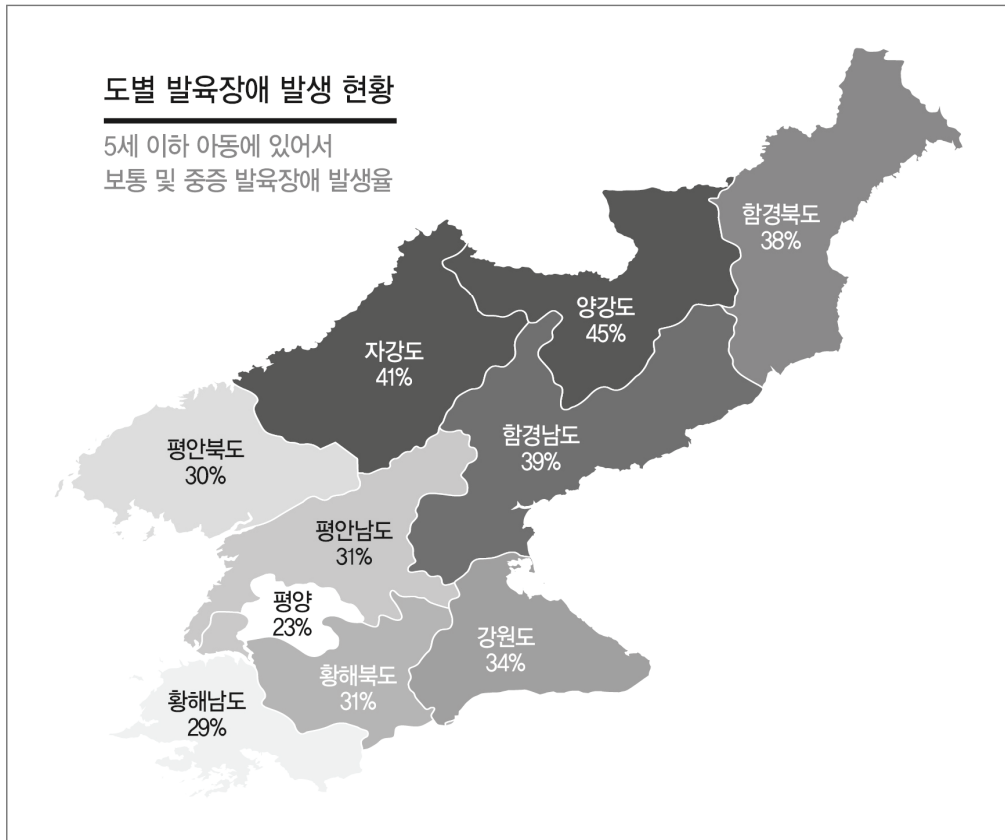 도별 발육장애 발생 현황
5세 이하 아동에 있어서
보통 및 중증 발육장애 발생율
함경북도
38%
양강도
45%
자강도
41%
함경남도
39%
평안북도
30%
평안남도
31%
평양
23%
강원도
34%
황해북도
31%
황해남도
29%